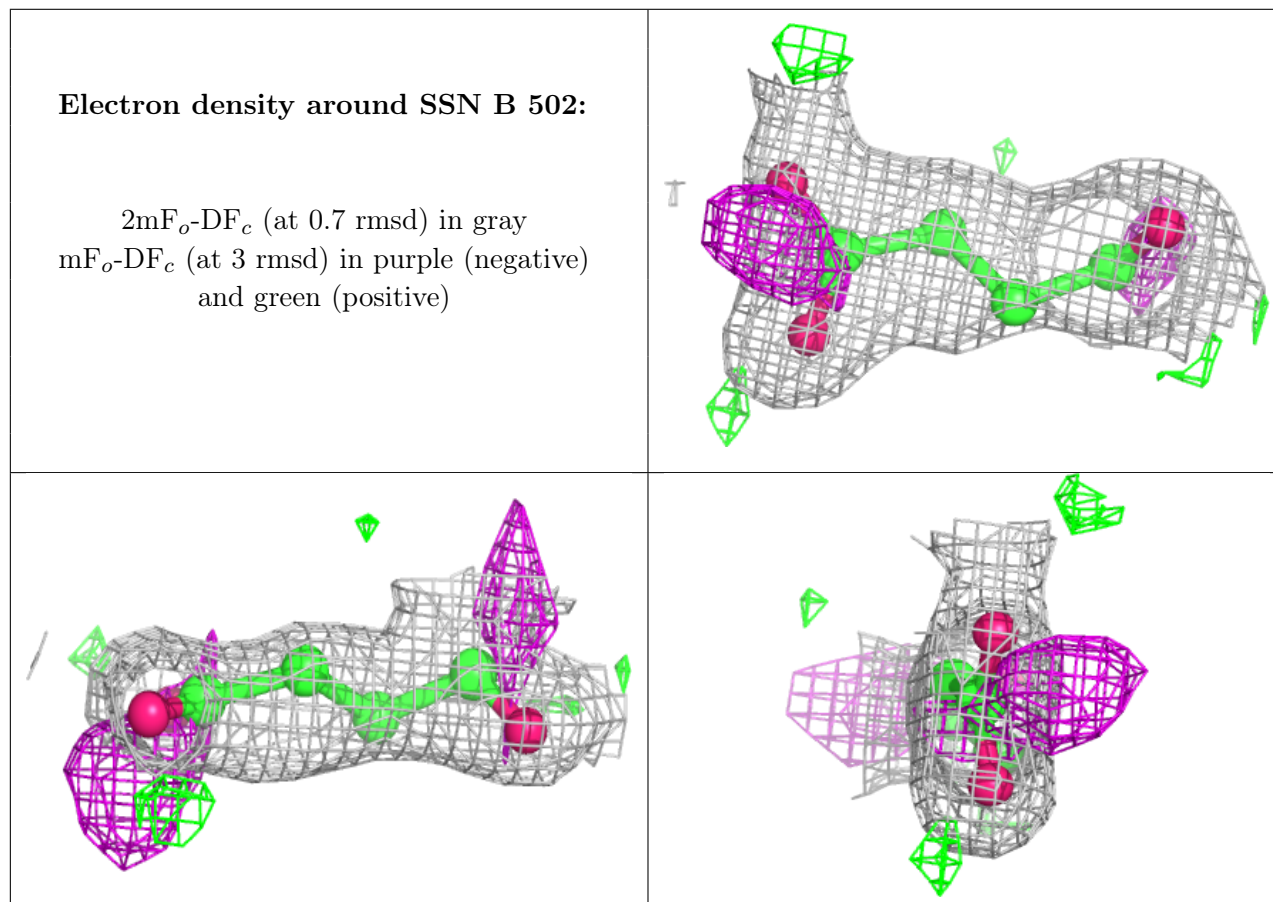 Electron density around SSN B 502:
2mFₒ-DF𝒸 (at 0.7 rmsd) in gray
mFₒ-DF𝒸 (at 3 rmsd) in purple (negative)
and green (positive)